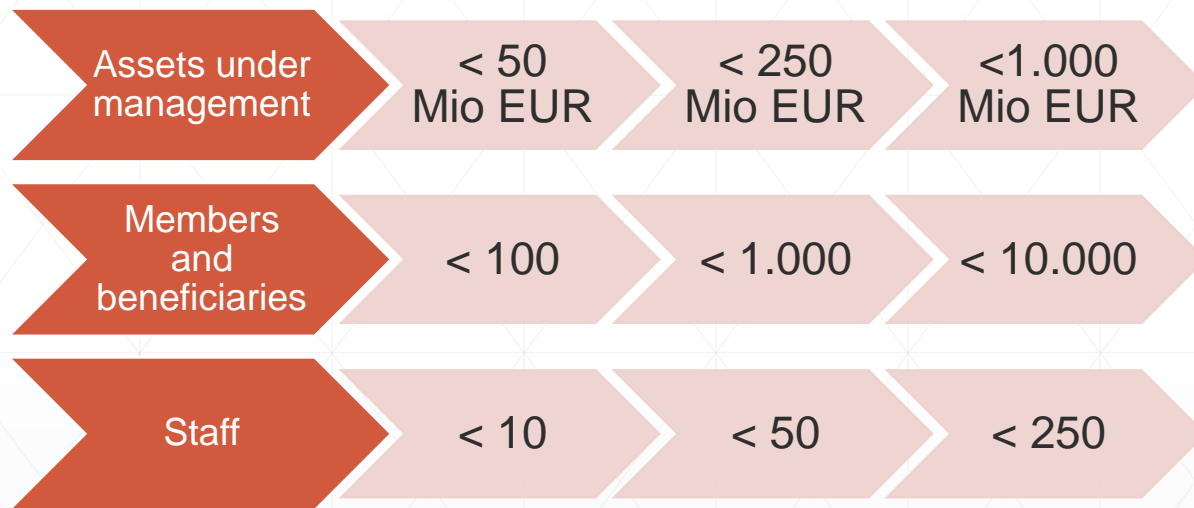 Assets under
management
< 50
Mio EUR
< 250
Mio EUR
<1.000
Mio EUR
Members
and
beneficiaries
< 100
< 1.000
< 10.000
Staff
< 10
< 50
< 250